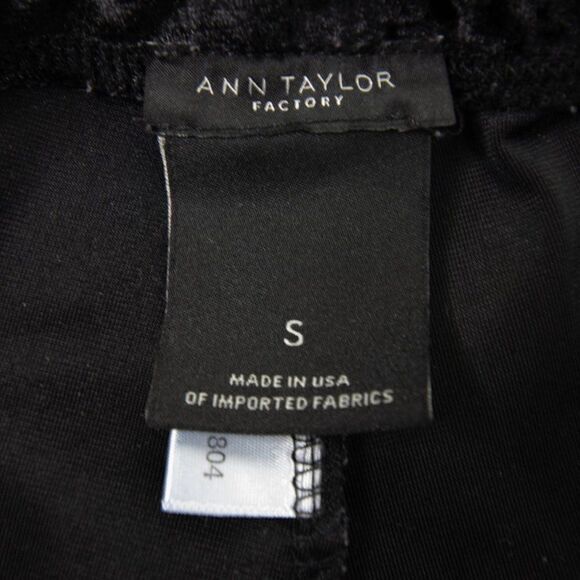 ANN TAYLOR
FACTORY
S
MADE IN USA
OF IMPORTED FABRICS
804